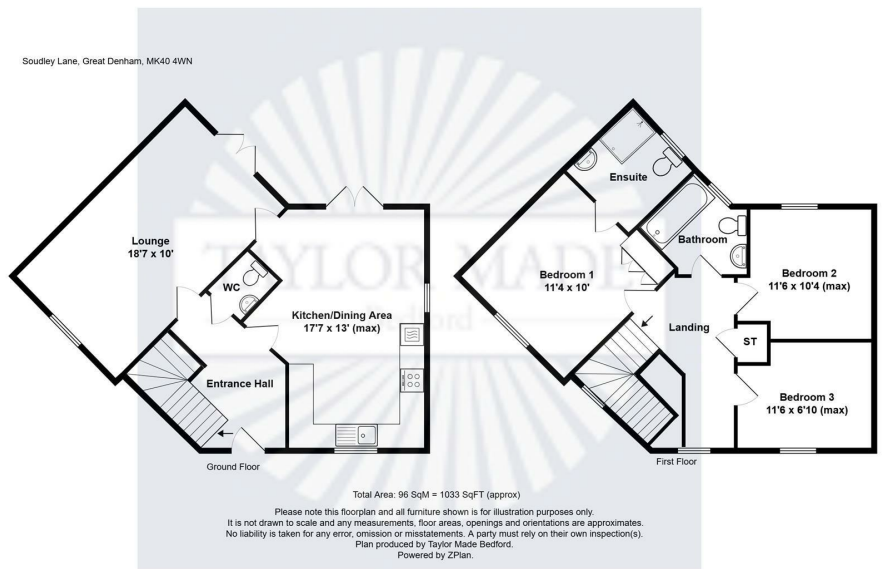 Soudley Lane, Great Denham, MK40 4WN
Lounge
18'7 x 10'
WC
Kitchen/Dining Area
17'7 x 13' (max)
Entrance Hall
Ground Floor
Ensuite
Bathroom
Bedroom 1
11'4 x 10'
Bedroom 2
11'6 x 10'4 (max)
Landing
ST
Bedroom 3
11'6 x 6'10 (max)
First Floor
TAYLOR MADE
Bedford
Total Area: 96 SqM = 1033 SqFT (approx)
Please note this floorplan and all furniture shown is for illustration purposes only.
It is not drawn to scale and any measurements, floor areas, openings and orientations are approximates.
No liability is taken for any error, omission or misstatements. A party must rely on their own inspection(s).
Plan produced by Taylor Made Bedford.
Powered by ZPlan.